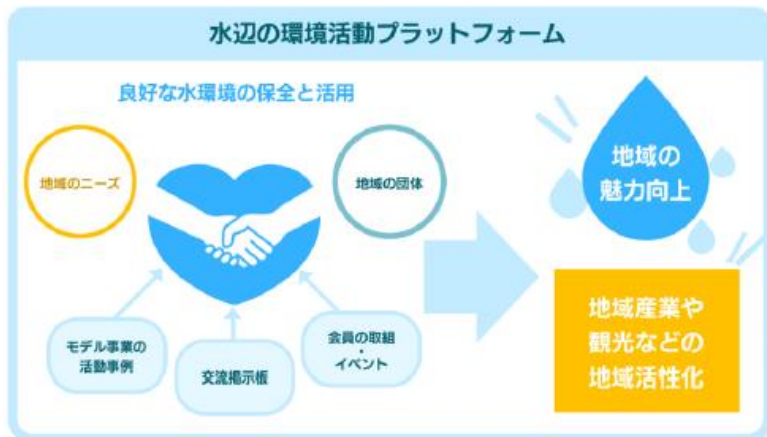 水辺の環境活動プラットフォーム
良好な水環境の保全と活用
地域のニーズ
地域の団体
モデル事業の
活動事例
交流掲示板
会員の取組
・
イベント
地域の
魅力向上
地域産業や
観光などの
地域活性化